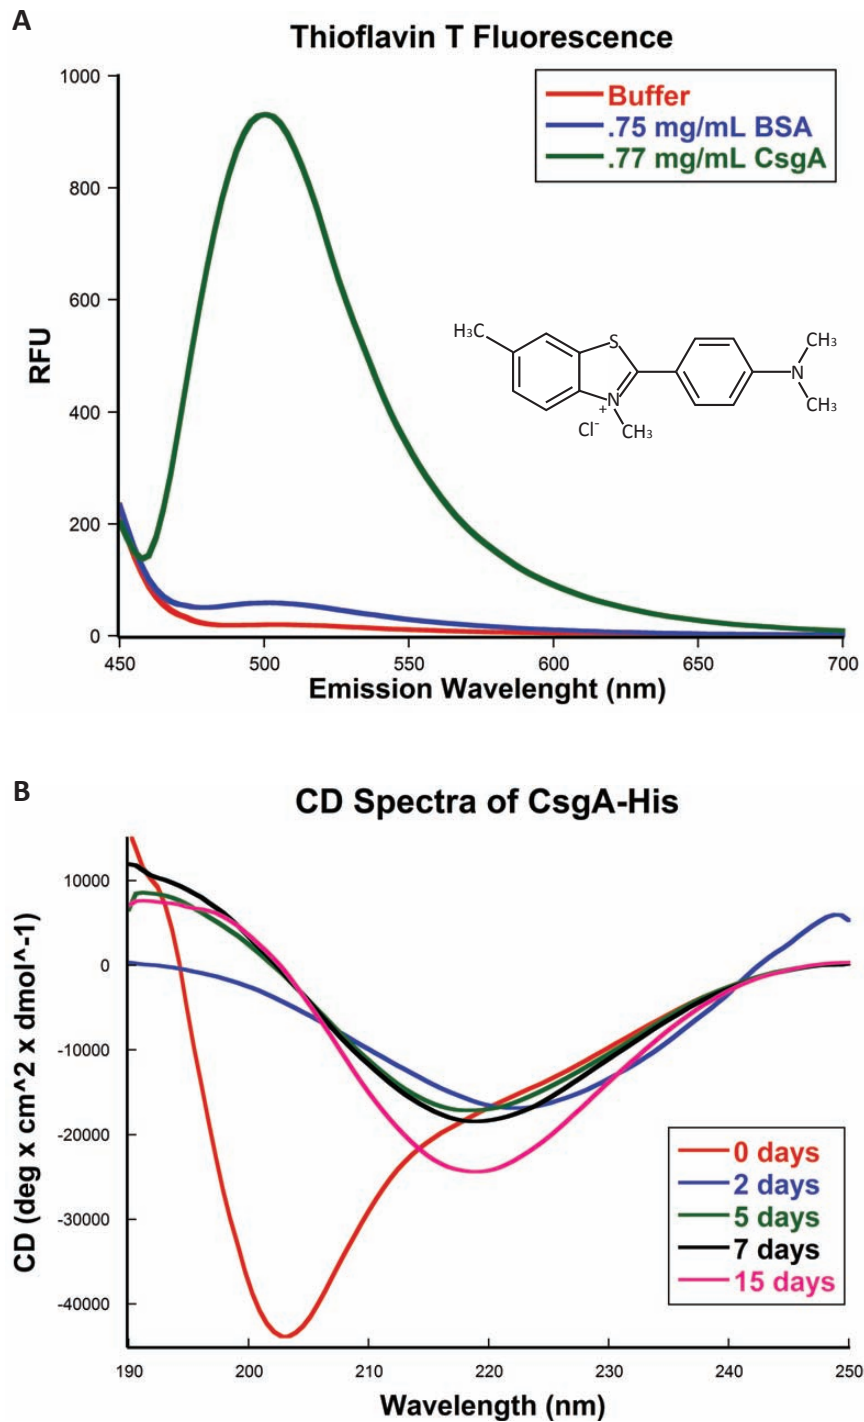 A
Thioflavin T Fluorescence
1000
800
600
400
200
0
RFU
Buffer
.75 mg/mL BSA
.77 mg/mL CsgA
H₃C
S
N
+
Cl⁻
CH₃
N
CH₃
CH₃
450 500 550 600 650 700
Emission Wavelenght (nm)
B
CD Spectra of CsgA-His
10000
0
-10000
-20000
-30000
-40000
CD (deg x cm^2 x dmol^-1)
0 days
2 days
5 days
7 days
15 days
190 200 210 220 230 240 250
Wavelength (nm)